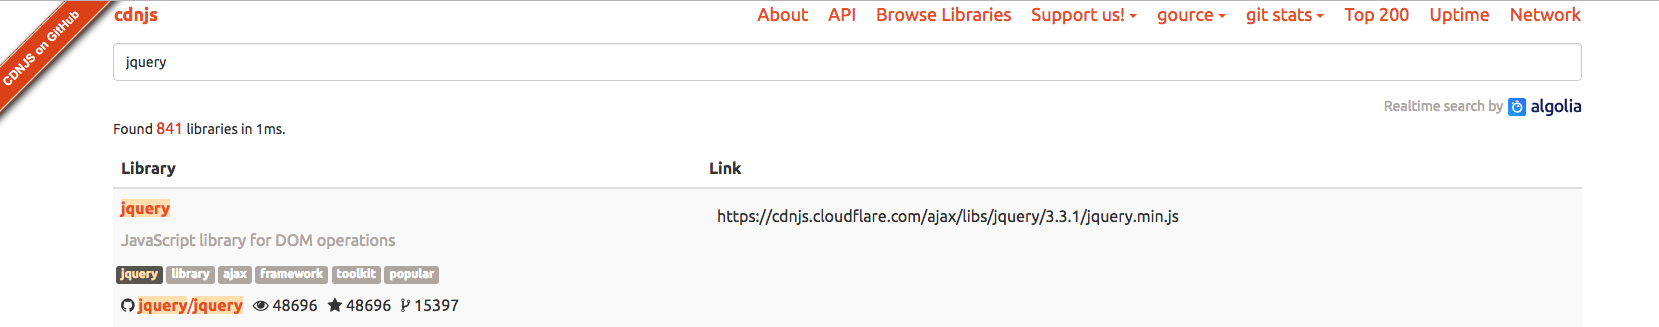 CDNJS on GitHub
cdnjs About API Browse Libraries Support us! gource git stats Top 200 Uptime Network
jquery
Realtime search by algolia
Found 841 libraries in 1ms.
Library Link
jquery
https://cdnjs.cloudflare.com/ajax/libs/jquery/3.3.1/jquery.min.js
JavaScript library for DOM operations
jquery library ajax framework toolkit popular
jquery/jquery 48696 48696 15397